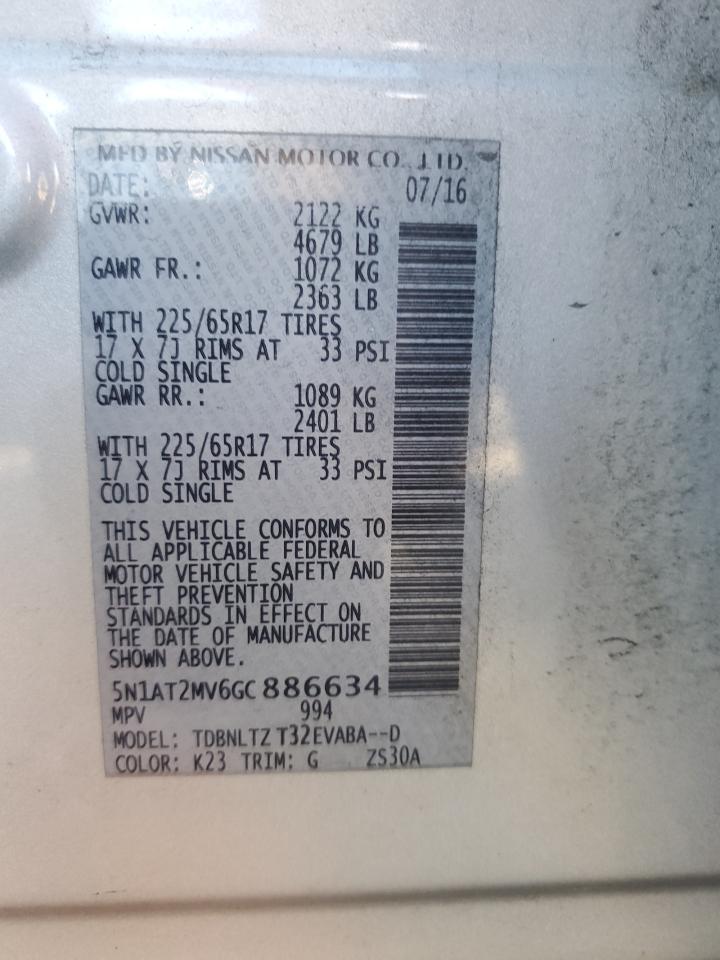 MFD BY NISSAN MOTOR CO., LTD.
DATE: 07/16
GVWR: 2122 KG
4679 LB
GAWR FR.: 1072 KG
2363 LB
WITH 225/65R17 TIRES
17 X 7J RIMS AT 33 PSI
COLD SINGLE
GAWR RR.: 1089 KG
2401 LB
WITH 225/65R17 TIRES
17 X 7J RIMS AT 33 PSI
COLD SINGLE
THIS VEHICLE CONFORMS TO
ALL APPLICABLE FEDERAL
MOTOR VEHICLE SAFETY AND
THEFT PREVENTION
STANDARDS IN EFFECT ON
THE DATE OF MANUFACTURE
SHOWN ABOVE.
5N1AT2MV6GC886634
MPV 994
MODEL: TDBNLTZ T32EVABA--D
COLOR: K23 TRIM: G ZS30A